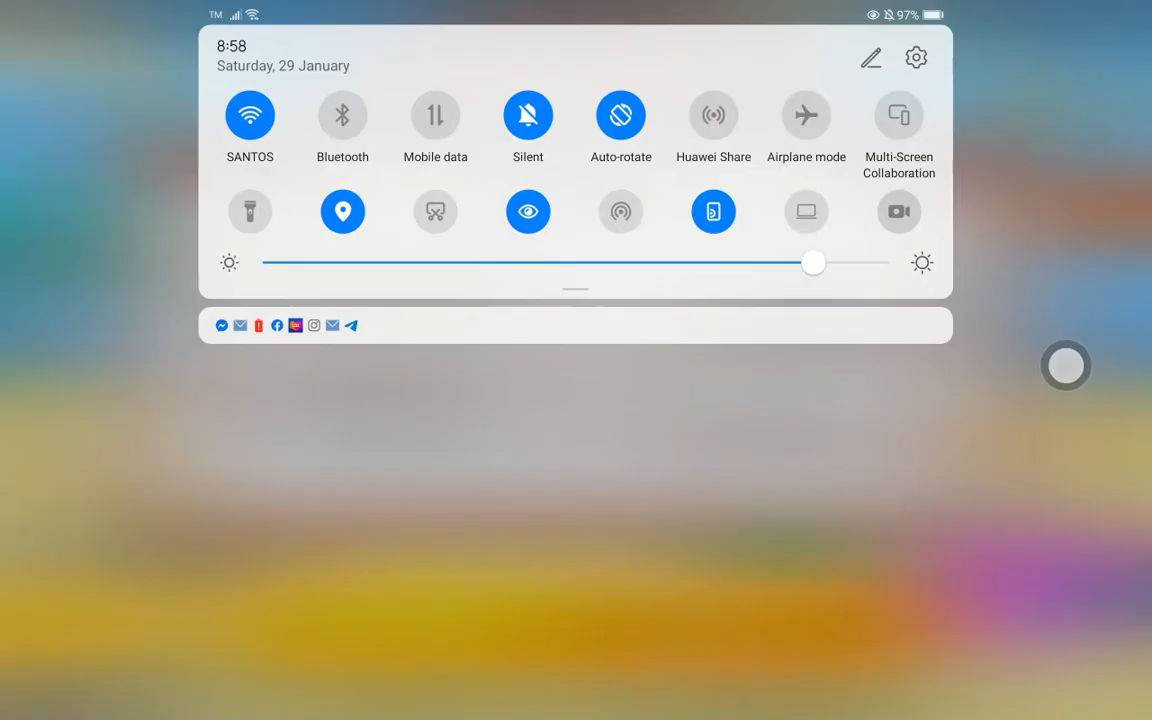 TM 97%
8:58
Saturday, 29 January
SANTOS Bluetooth Mobile data Silent Auto-rotate Huawei Share Airplane mode Multi-Screen
Collaboration